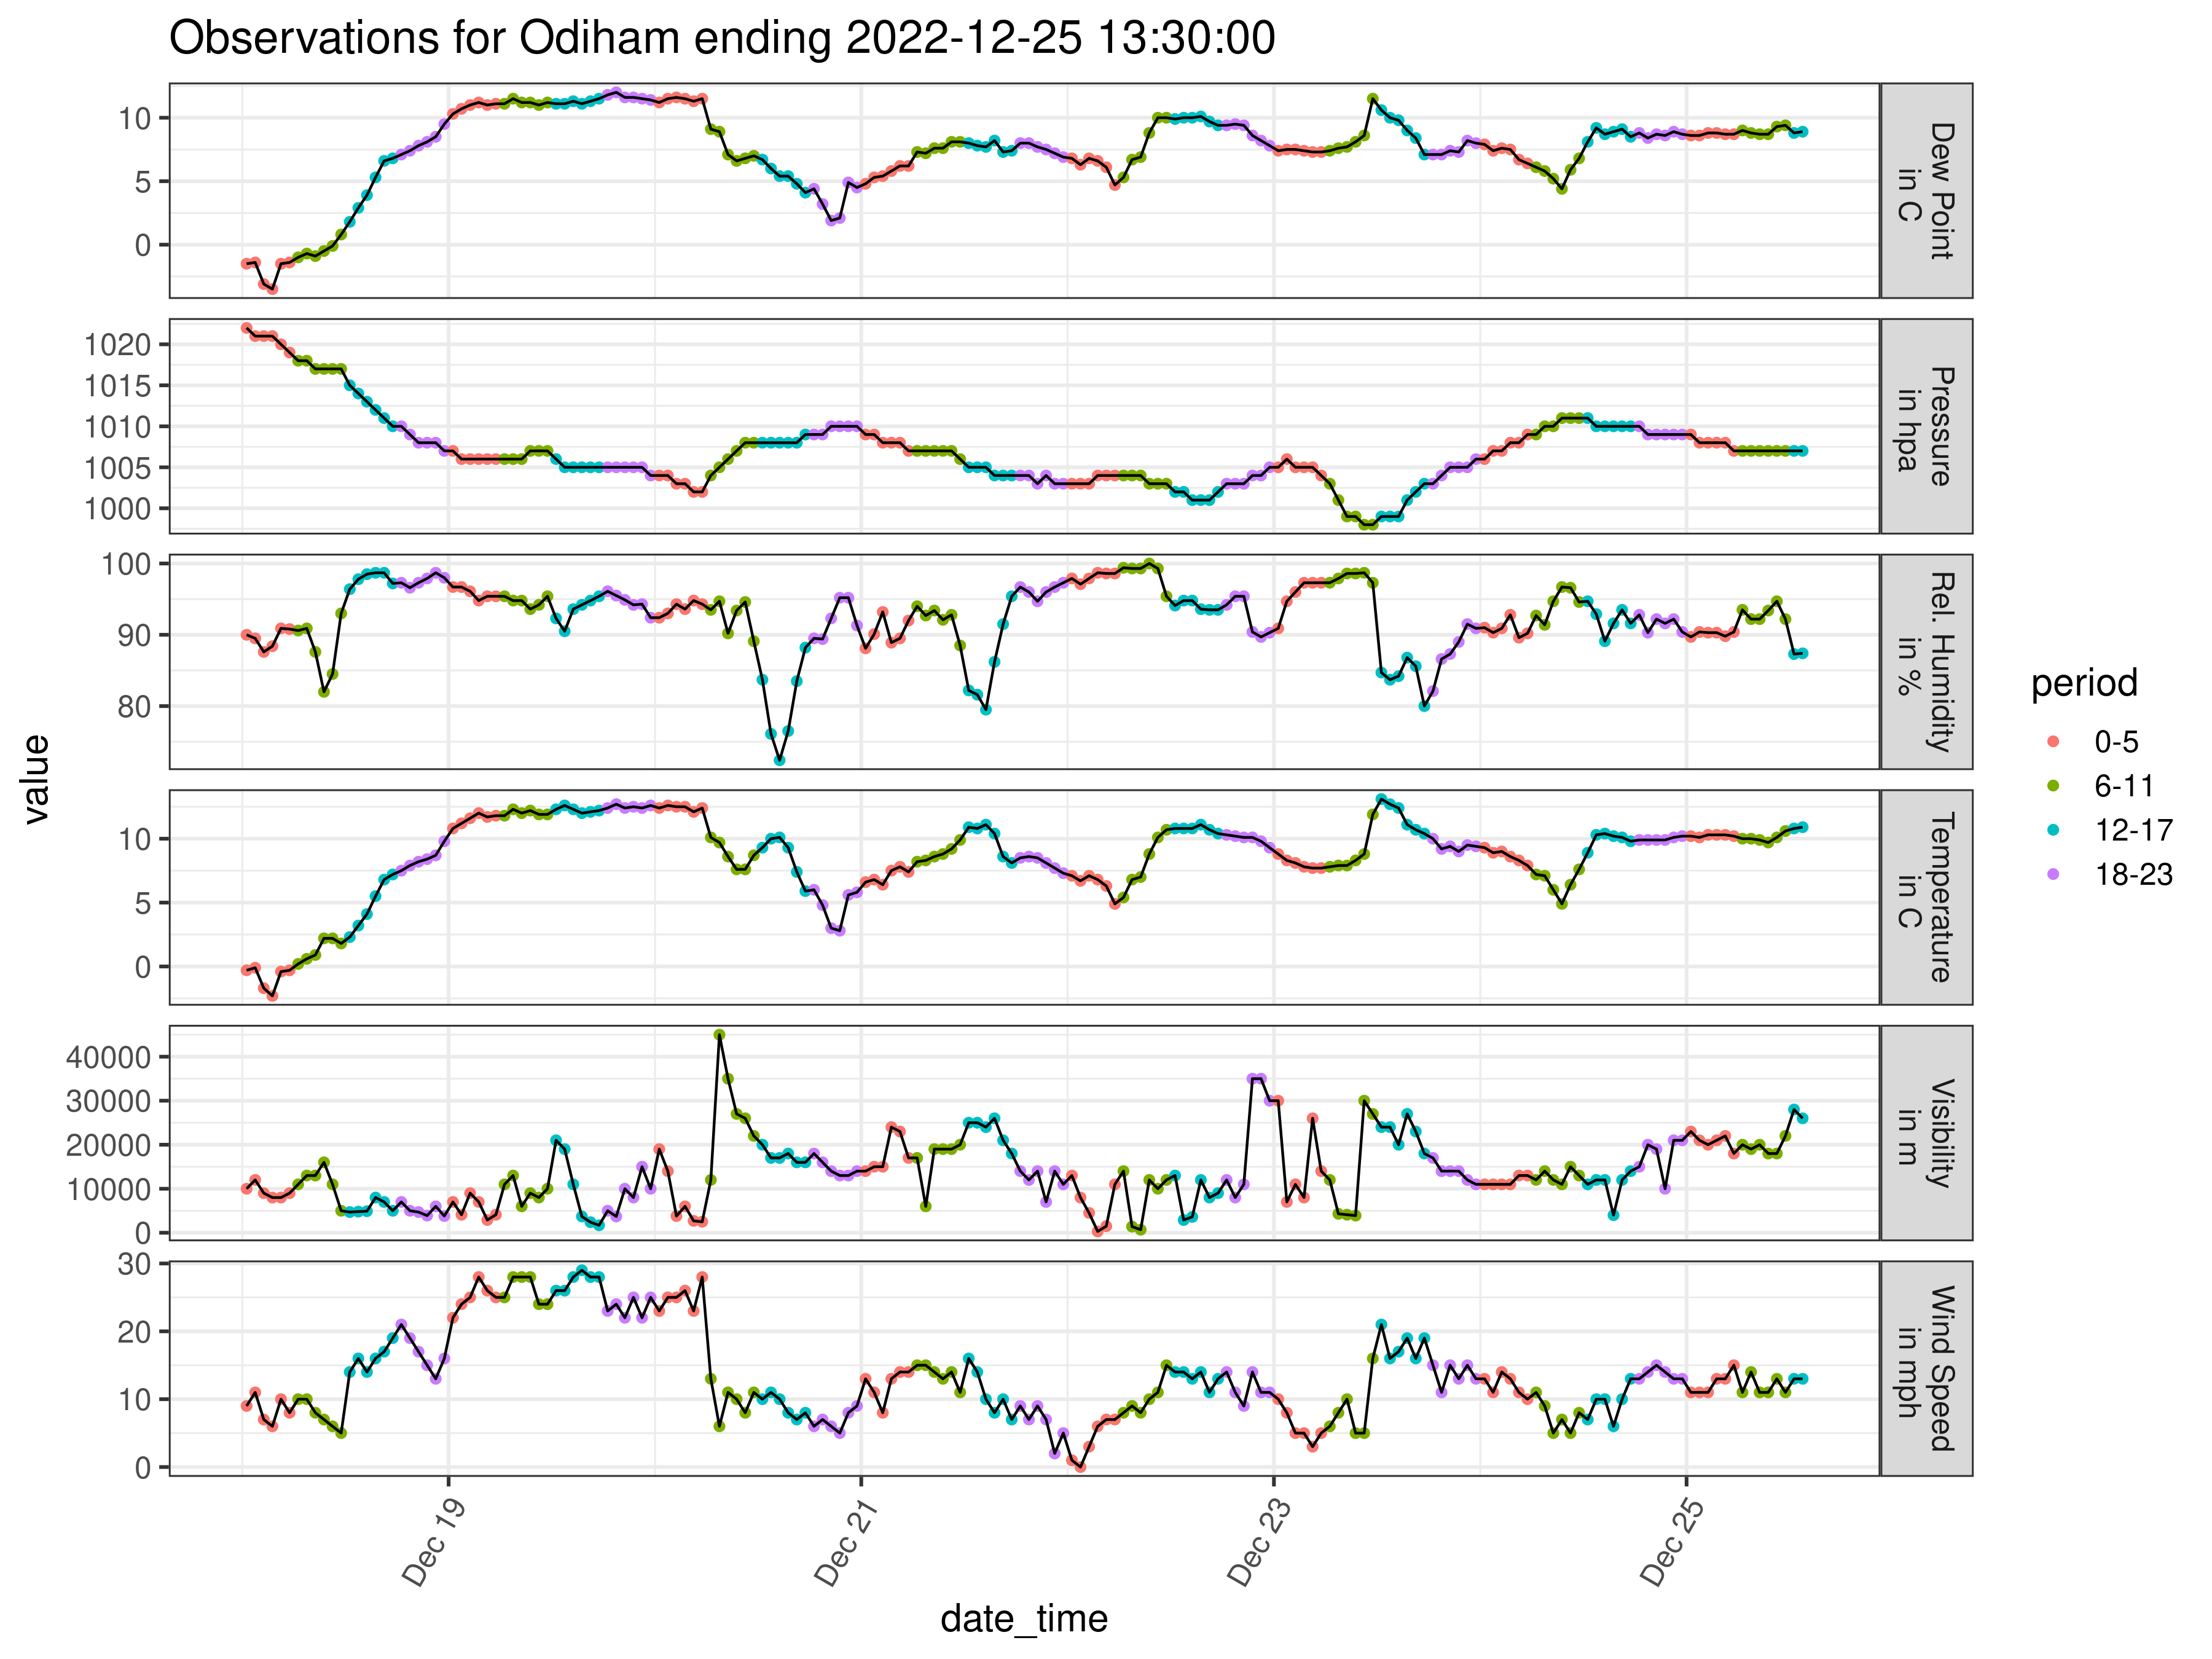 Observations for Odiham ending 2022-12-25 13:30:00
value
10
5
0
Dew Point
in C
1020
1015
1010
1005
1000
Pressure
in hpa
100
90
80
Rel. Humidity
in %
10
5
0
Temperature
in C
40000
30000
20000
10000
0
Visibility
in m
30
20
10
0
Wind Speed
in mph
Dec 19
Dec 21
Dec 23
Dec 25
date_time
period
0-5
6-11
12-17
18-23